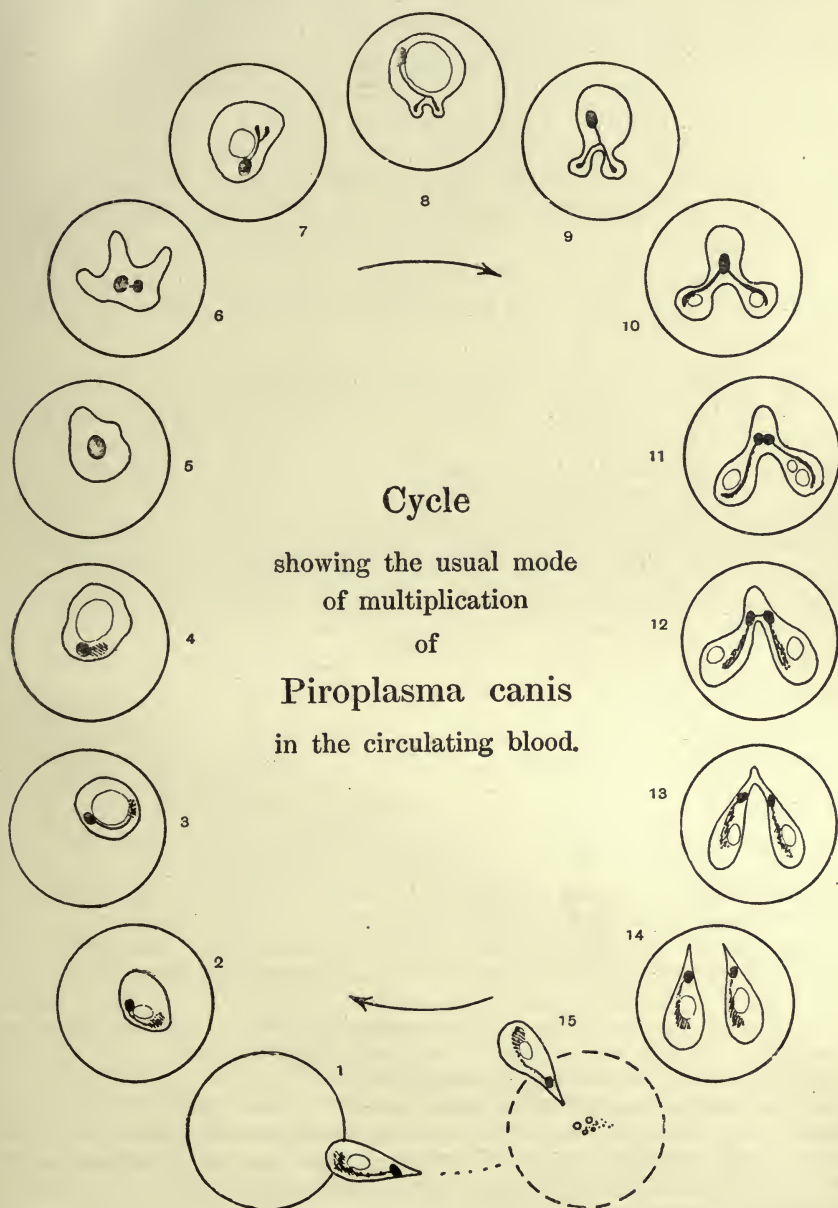 8
7
9
6
10
5
11
Cycle
showing the usual mode
of multiplication
of
Piroplasma canis
in the circulating blood.
4
12
3
13
2
14
1
15